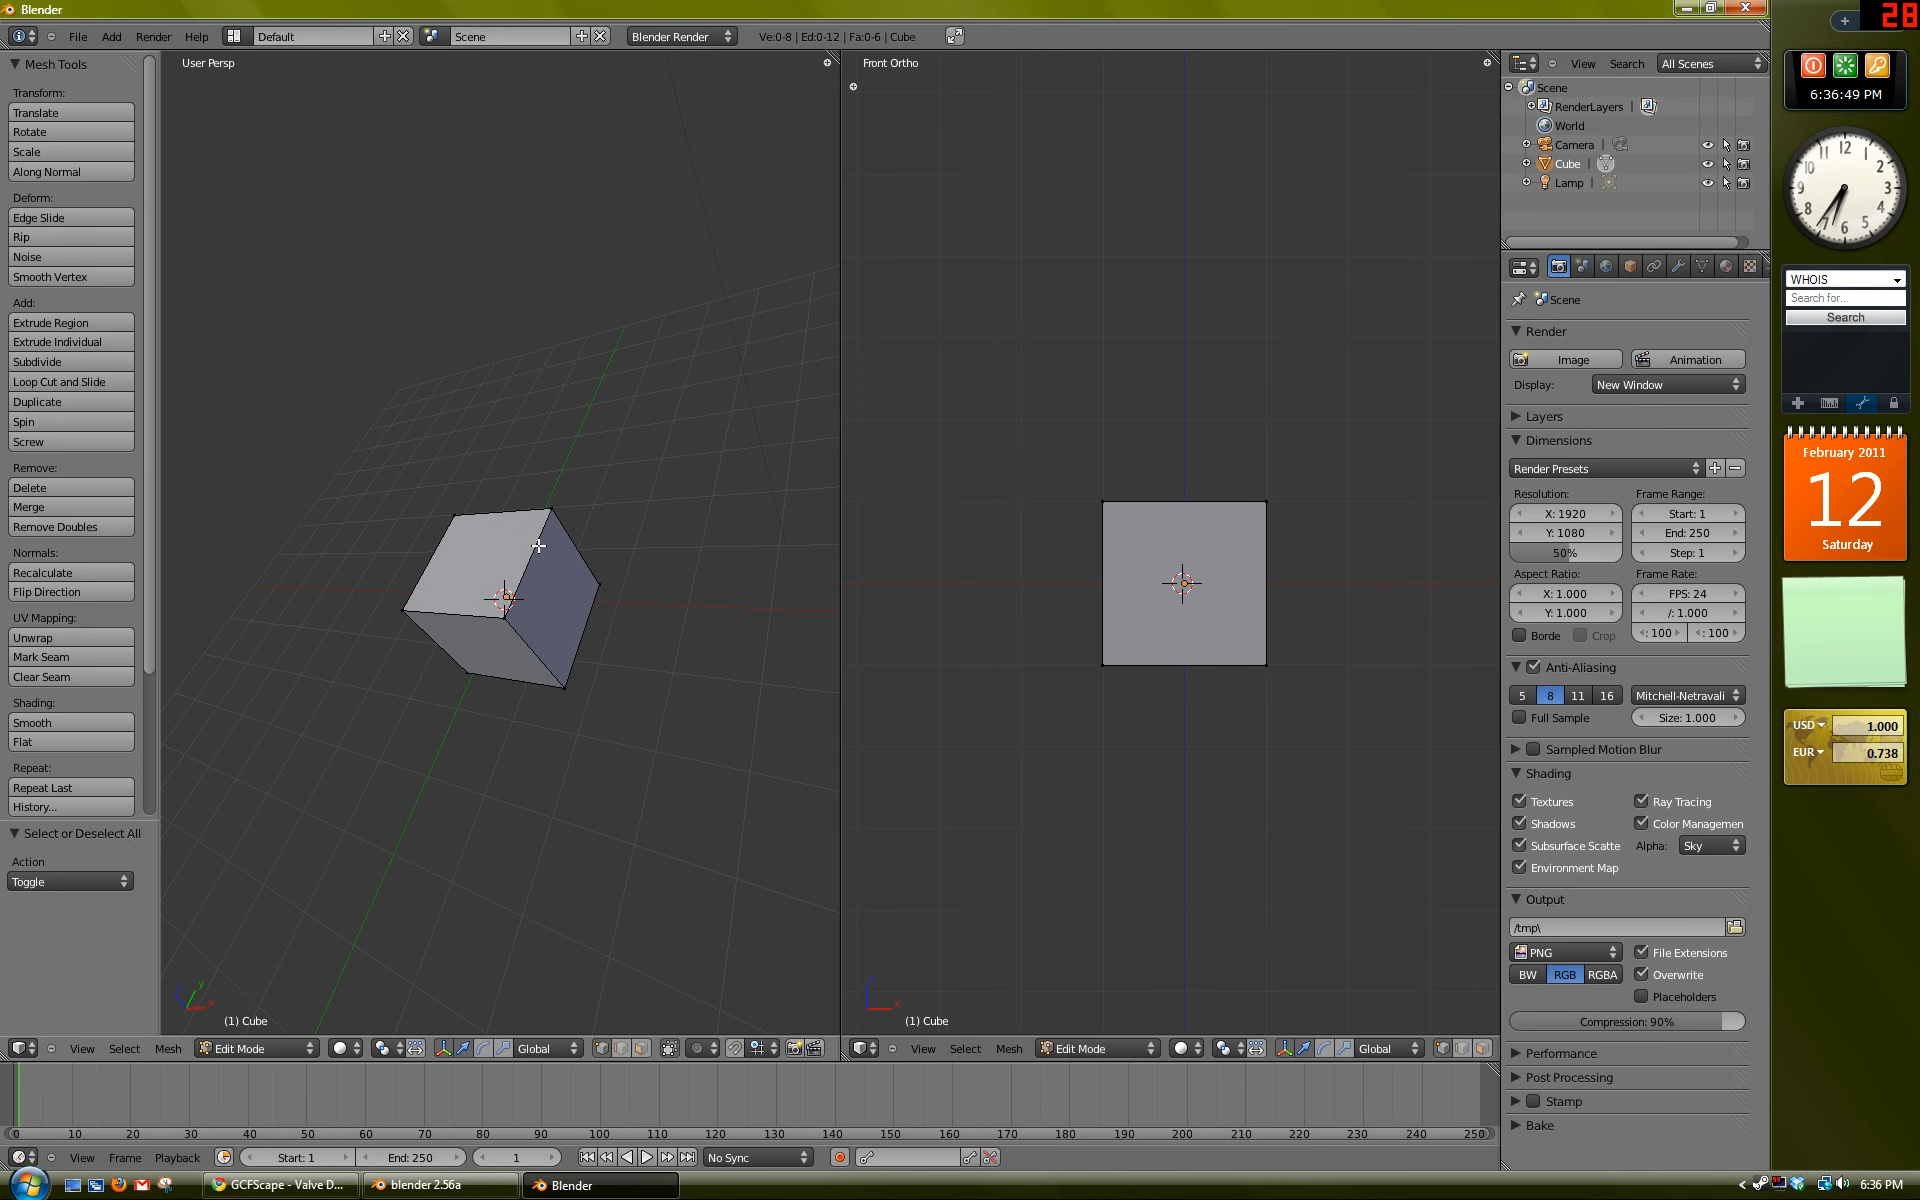 Blender
File Add Render Help Default Scene Blender Render Ve:0-8 | Ed:0-12 | Fa:0-6 | Cube
Mesh Tools
Transform:
Translate
Rotate
Scale
Along Normal
Deform:
Edge Slide
Rip
Noise
Smooth Vertex
Add:
Extrude Region
Extrude Individual
Subdivide
Loop Cut and Slide
Duplicate
Spin
Screw
Remove:
Delete
Merge
Remove Doubles
Normals:
Recalculate
Flip Direction
UV Mapping:
Unwrap
Mark Seam
Clear Seam
Shading:
Smooth
Flat
Repeat:
Repeat Last
History...
Select or Deselect All
Action
Toggle
User Persp
(1) Cube
View Select Mesh Edit Mode Global
Front Ortho
(1) Cube
View Select Mesh Edit Mode Global
0 10 20 30 40 50 60 70 80 90 100 110 120 130 140 150 160 170 180 190 200 210 220 230 240 250
View Frame Playback Start: 1 End: 250 1 No Sync
View Search All Scenes
Scene
RenderLayers |
World
Camera |
Cube |
Lamp |
Scene
Render
Image Animation
Display: New Window
Layers
Dimensions
Render Presets
Resolution: Frame Range:
X: 1920 Start: 1
Y: 1080 End: 250
50% Step: 1
Aspect Ratio: Frame Rate:
X: 1.000 FPS: 24
Y: 1.000 /: 1.000
Borde Crop : 100 : 100
Anti-Aliasing
5 8 11 16 Mitchell-Netravali
Full Sample Size: 1.000
Sampled Motion Blur
Shading
Textures Ray Tracing
Shadows Color Managemen
Subsurface Scatte Alpha: Sky
Environment Map
Output
/tmp\
PNG File Extensions
BW RGB RGBA Overwrite
Placeholders
Compression: 90%
Performance
Post Processing
Stamp
Bake
28
6:36:49 PM
12 1 2 3 4 5 6 7 8 9 10 11
WHOIS
Search for...
Search
February 2011
12
Saturday
USD 1.000
EUR 0.738
GCFScape - Valve D... blender 2.56a Blender 6:36 PM